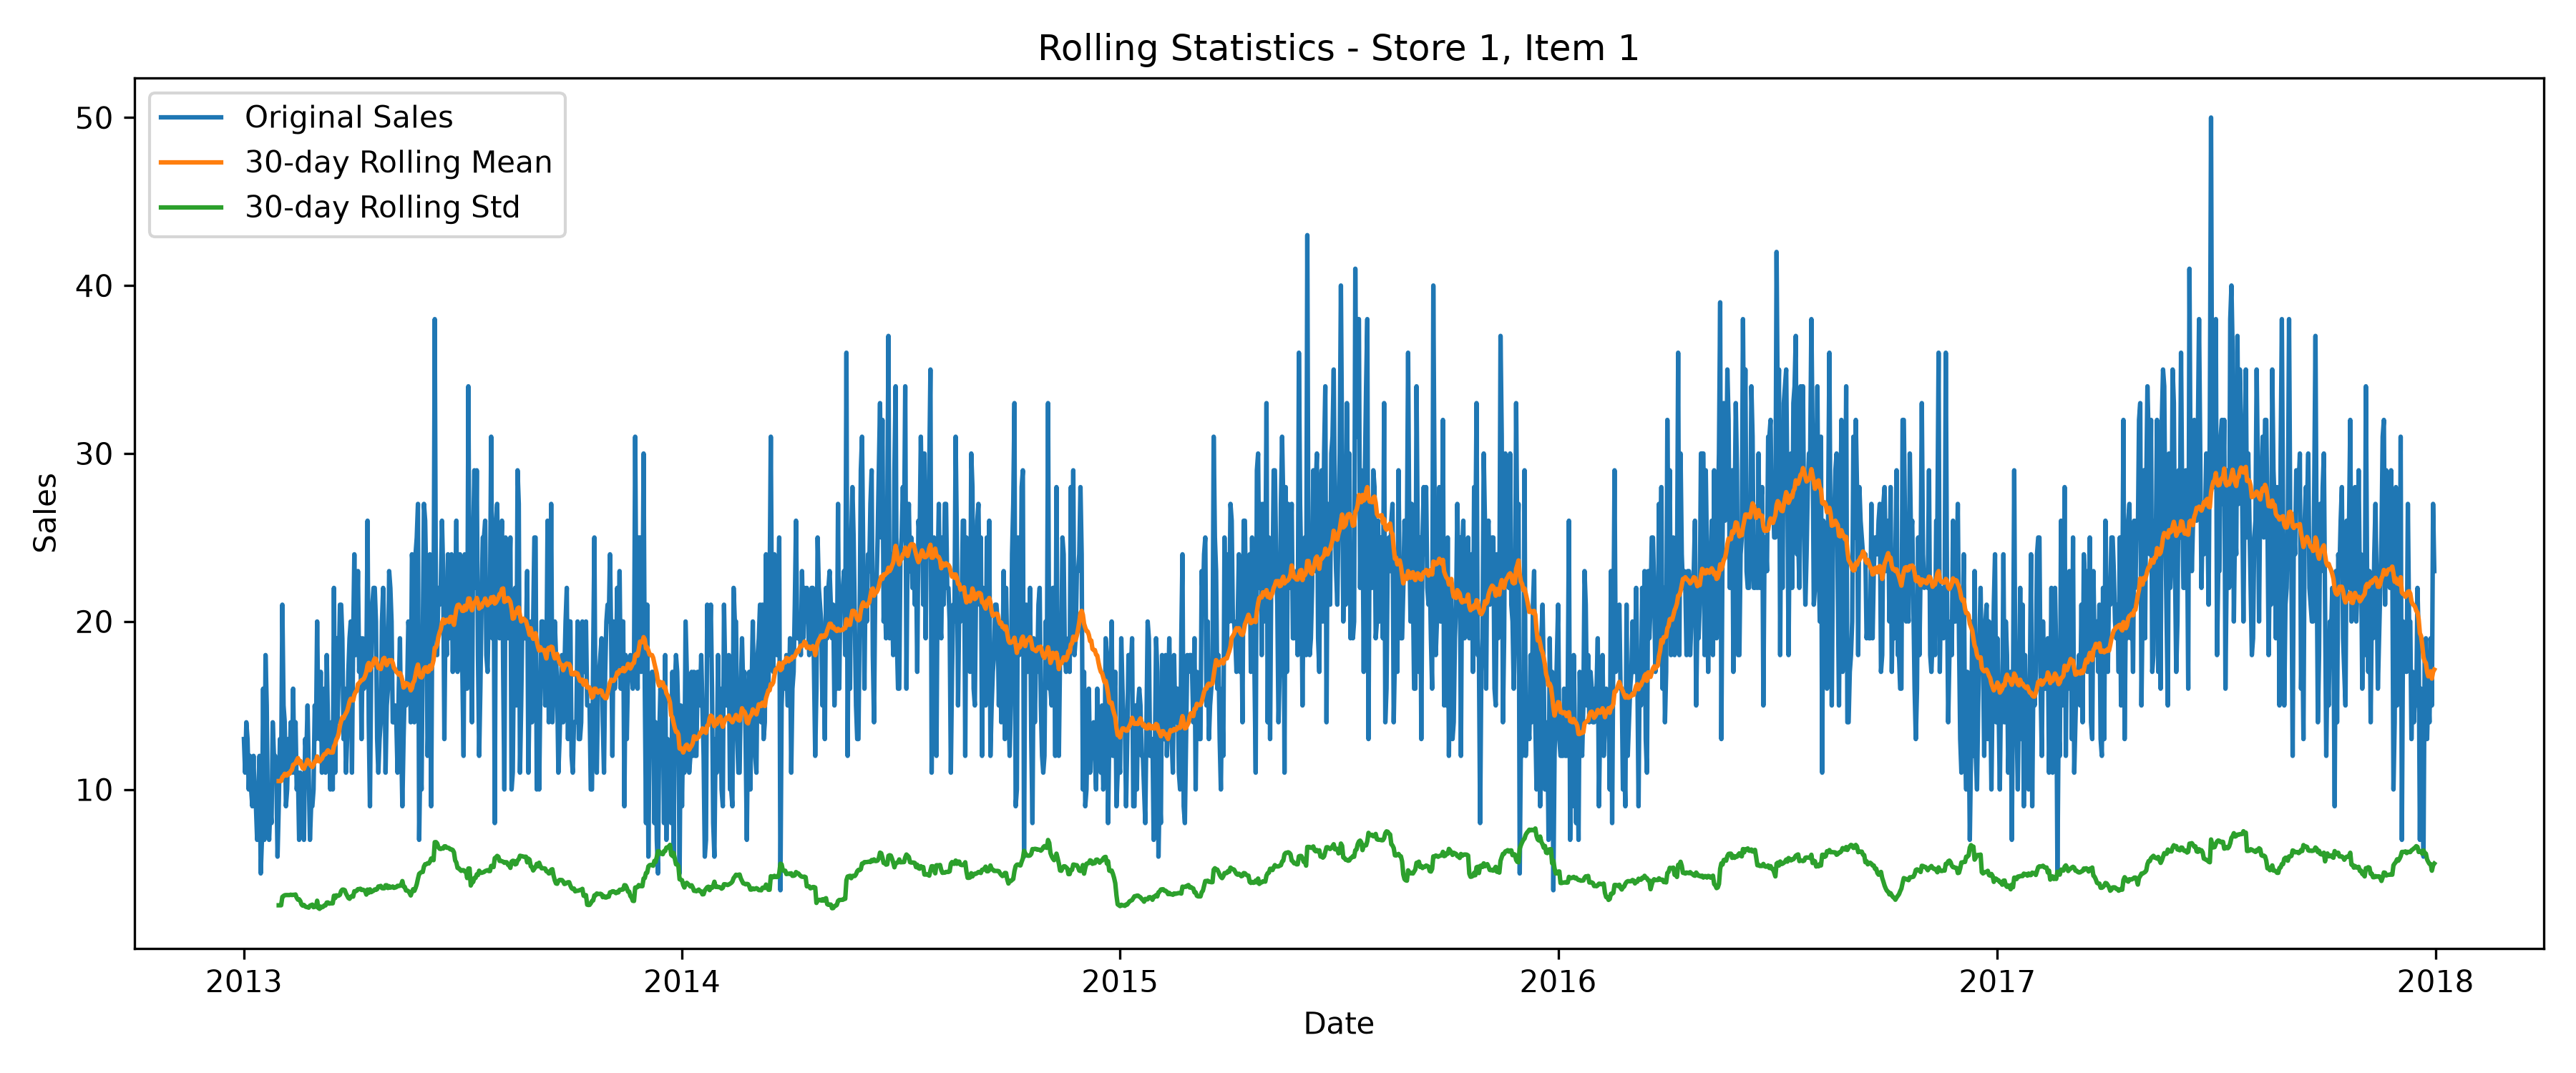 Rolling Statistics - Store 1, Item 1
Original Sales
30-day Rolling Mean
30-day Rolling Std
50
40
30
20
10
Sales
2013 2014 2015 2016 2017 2018
Date